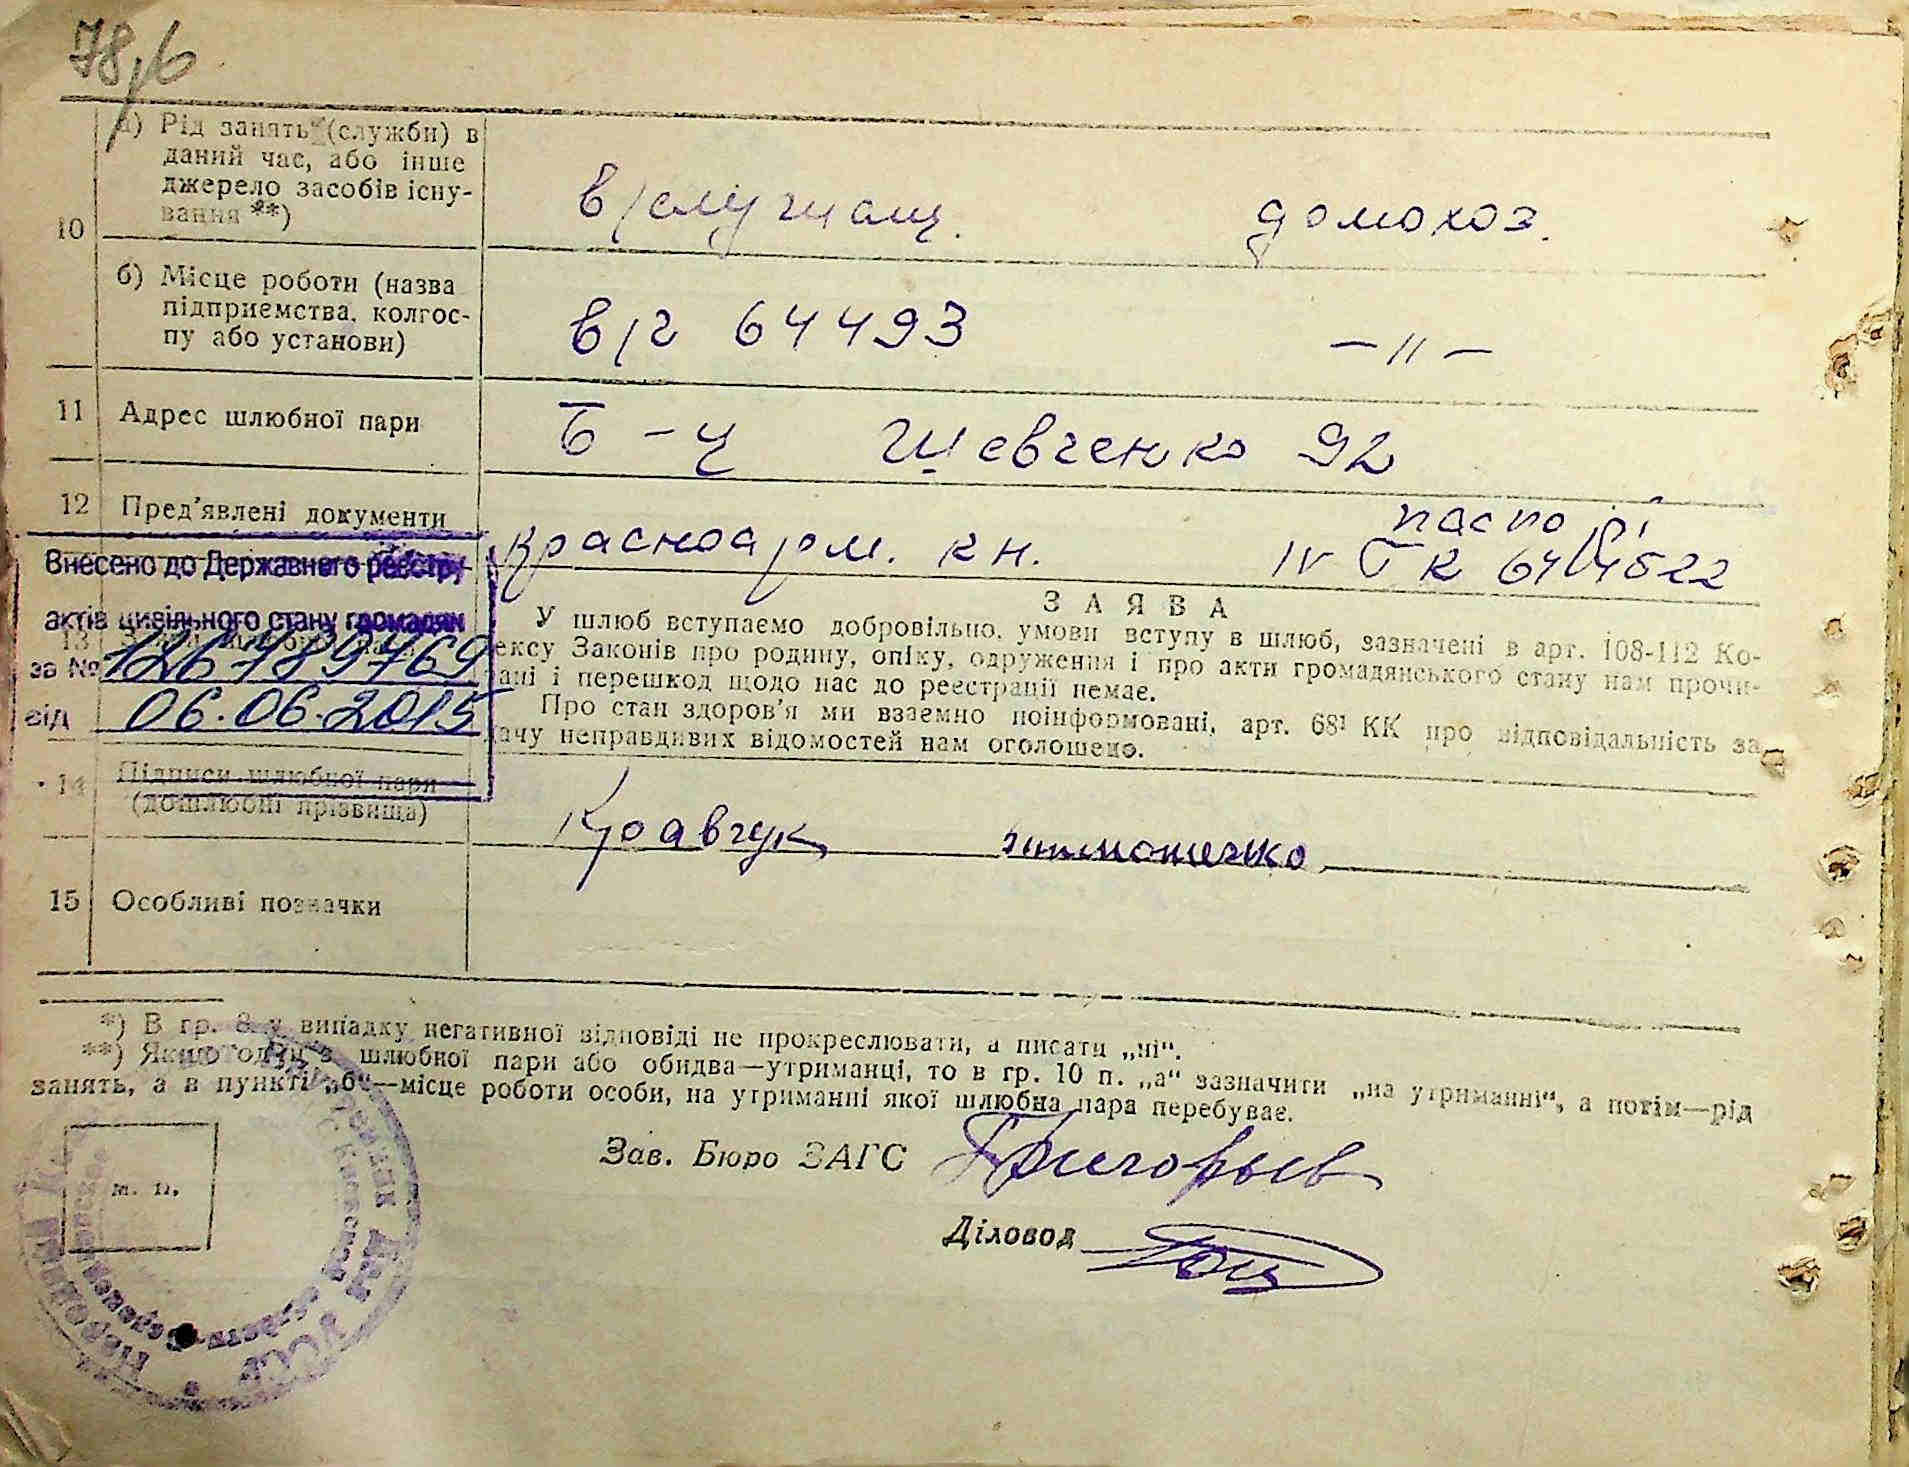 78,6
а) Рід занять (служби) в
даний час, або інше
джерело засобів існу-
вання **)
в/служащ. домохоз.
10
б) Місце роботи (назва
підприємства, колгос-
пу або установи)
в/ч 64493 — 〃 —
11 Адрес шлюбної пари
Б-Ц Шевченко 92
12 Пред'явлені документи
красноарм. кн.
паспорт
Внесено до Державного реєстру
актів цивільного стану громадян
за №
від 06.06.2015
13
ЗАЯВА
У шлюб вступаємо добровільно, умови вступу в шлюб, зазначені в арт. 108-112 Ко-
ексу Законів про родину, опіку, одруження і про акти громадянського стану нам прочи-
ані і перешкод щодо нас до реєстрації немає.
Про стан здоров'я ми взаємно поінформовані, арт. 68¹ КК про відповідальність за
ачу неправдивих відомостей нам оголошено.
14 Підписи шлюбної пари
(дошлюбні прізвища)
Кравчук
15 Особливі позначки
*) В гр. 8 у випадку негативної відповіді не прокреслювати, а писати „ні“.
**) Якщо один з шлюбної пари або обидва—утриманці, то в гр. 10 п. „а“ зазначити „на утриманні“, а потім—рід
занять, а в пункті „б“—місце роботи особи, на утриманні якої шлюбна пара перебуває.
Зав. Бюро ЗАГС Григорьев
Діловод
м. п.